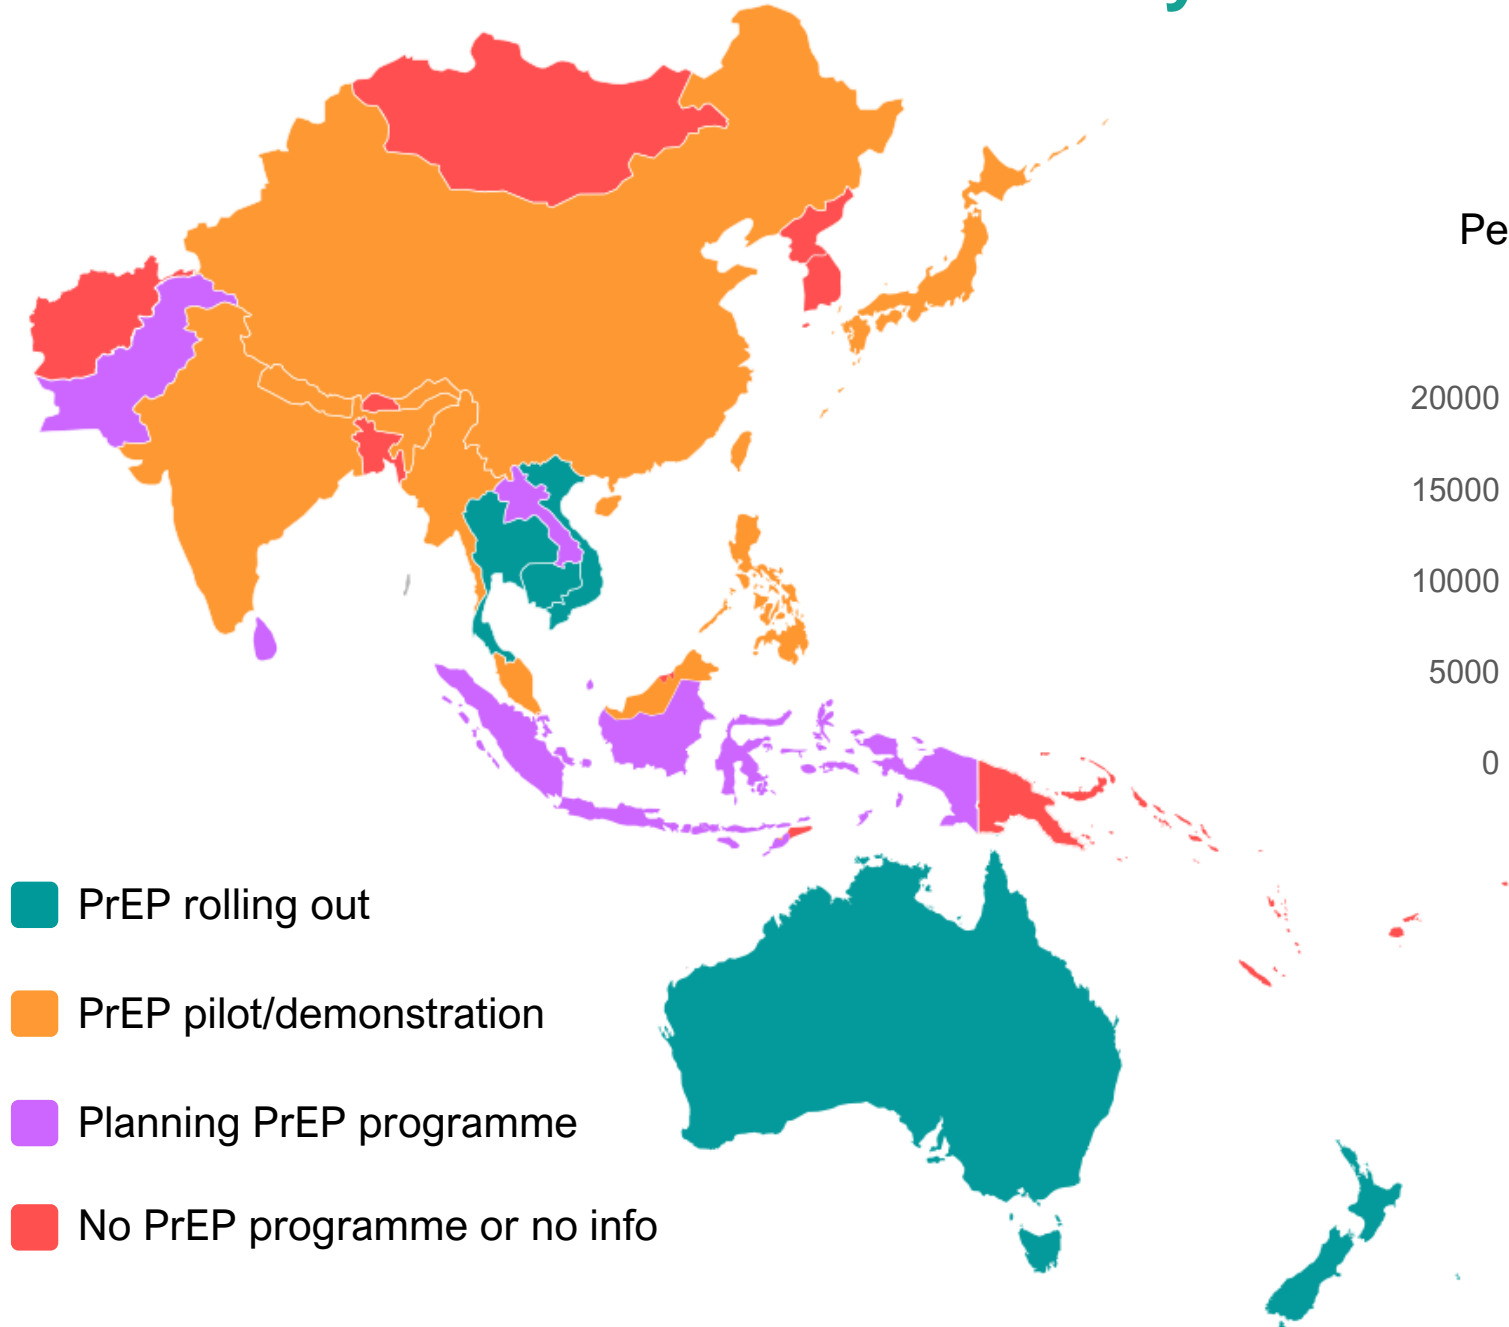 Pe
20000
15000
10000
5000
0
PrEP rolling out
PrEP pilot/demonstration
Planning PrEP programme
No PrEP programme or no info